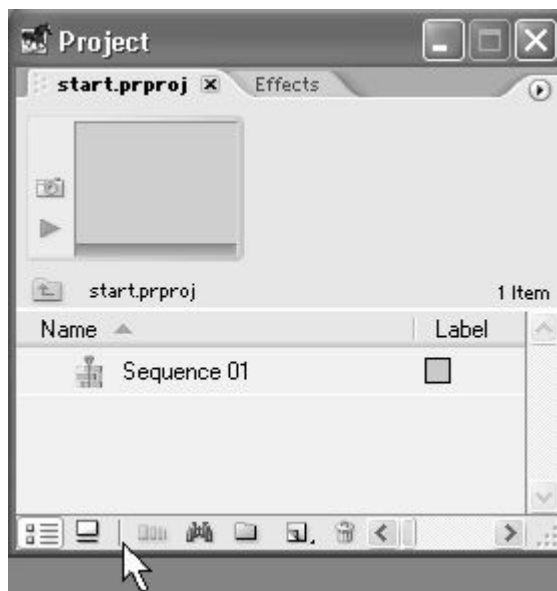 Project
start.prproj Effects
start.prproj 1 Item
Name Label
Sequence 01